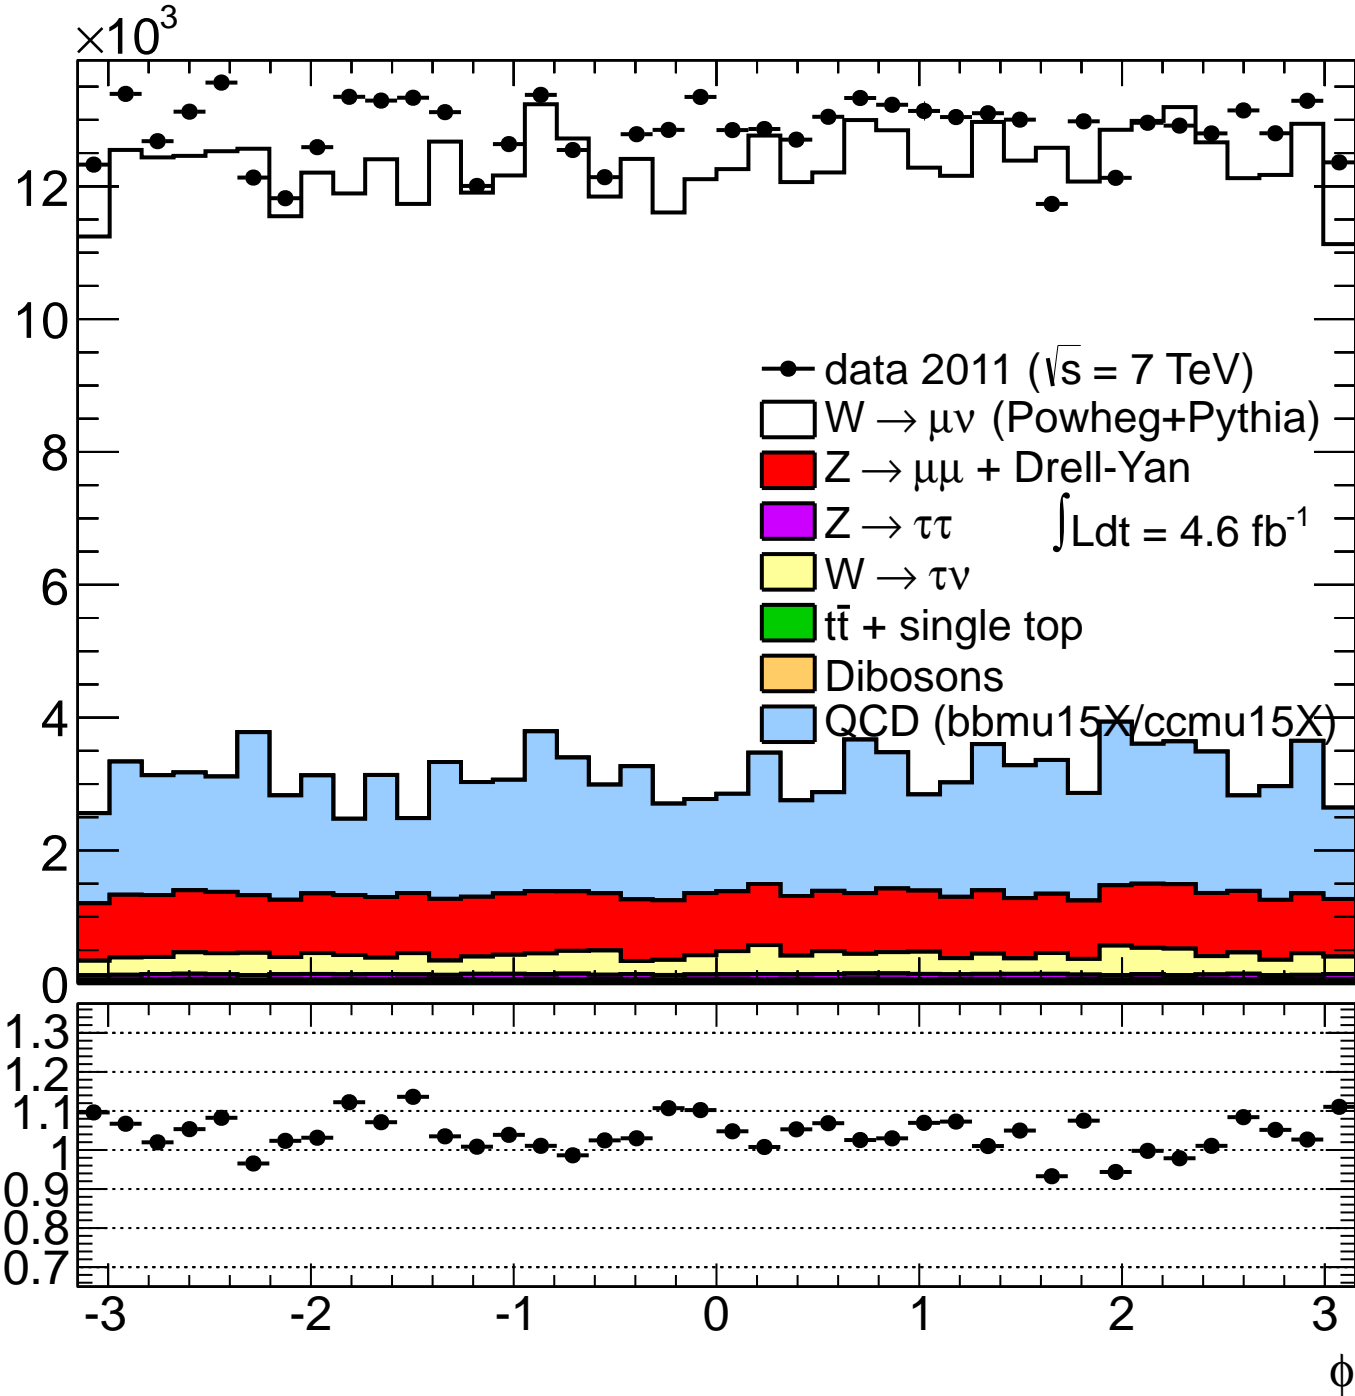 ×10³
12
10
8
6
4
2
0
data 2011 (√s = 7 TeV)
W → μν (Powheg+Pythia)
Z → μμ + Drell-Yan
Z → ττ
∫Ldt = 4.6 fb⁻¹
W → τν
tt̄ + single top
Dibosons
QCD (bbmu15X/ccmu15X)
1.3
1.2
1.1
1
0.9
0.8
0.7
-3 -2 -1 0 1 2 3
ϕ